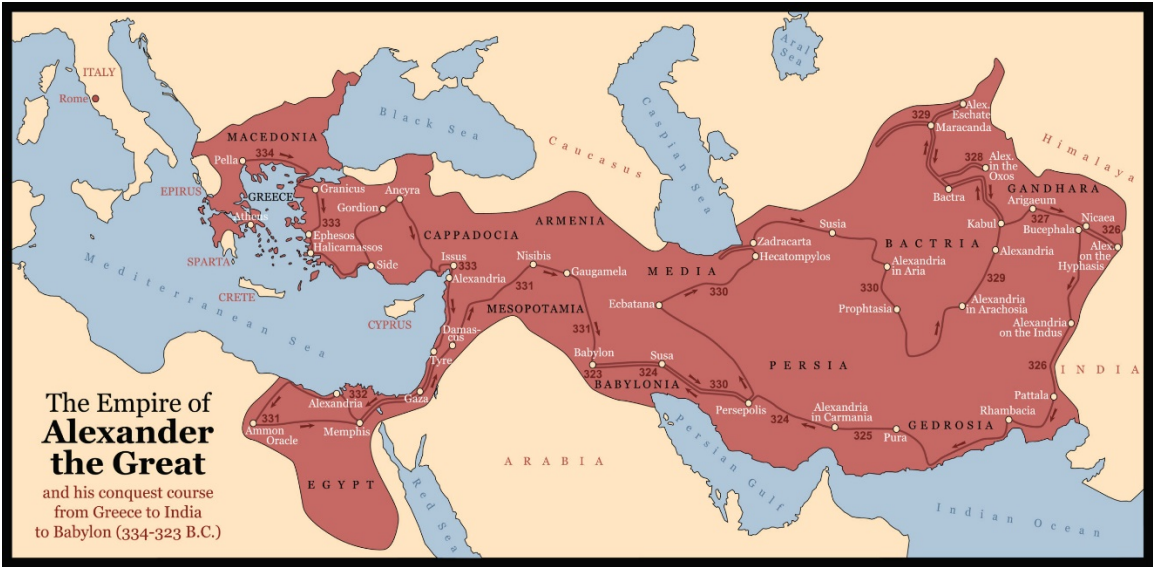 Aral
Sea
ITALY
Rome
MACEDONIA
Pella
334
Black Sea
Caucasus
Caspian Sea
329
Alex.
Eschate
Maracanda
328
Alex.
in the
Oxos
Himalaya
EPIRUS
GREECE
Athens
SPARTA
CRETE
Granicus
333
Ephesos
Halicarnassos
Gordion
Ancyra
Side
CAPPADOCIA
ARMENIA
Issus
333
Alexandria
Nisibis
331
Gaugamela
MESOPOTAMIA
MEDIA
Zadracarta
Hecatompylos
Susia
BACTRIA
Bactra
GANDHARA
Arigaeum
327
Kabul
Bucephala
Nicaea
326
Alex.
on the
Hyphasis
Alexandria
329
Alexandria
in Aria
330
Prophtasia
Alexandria
in Arachosia
Alexandria
on the Indus
Mediterranean Sea
CYPRUS
Damas-
cus
Tyre
Gaza
Ecbatana
330
331
Babylon
323
BABYLONIA
Susa
324
330
Persepolis
PERSIA
324
Alexandria
in Carmania
325
Pura
GEDROSIA
Rhambacia
Pattala
326
INDIA
332
Alexandria
331
Ammon
Oracle
Memphis
EGYPT
Red Sea
ARABIA
Persian Gulf
Indian Ocean
The Empire of
Alexander
the Great
and his conquest course
from Greece to India
to Babylon (334-323 B.C.)